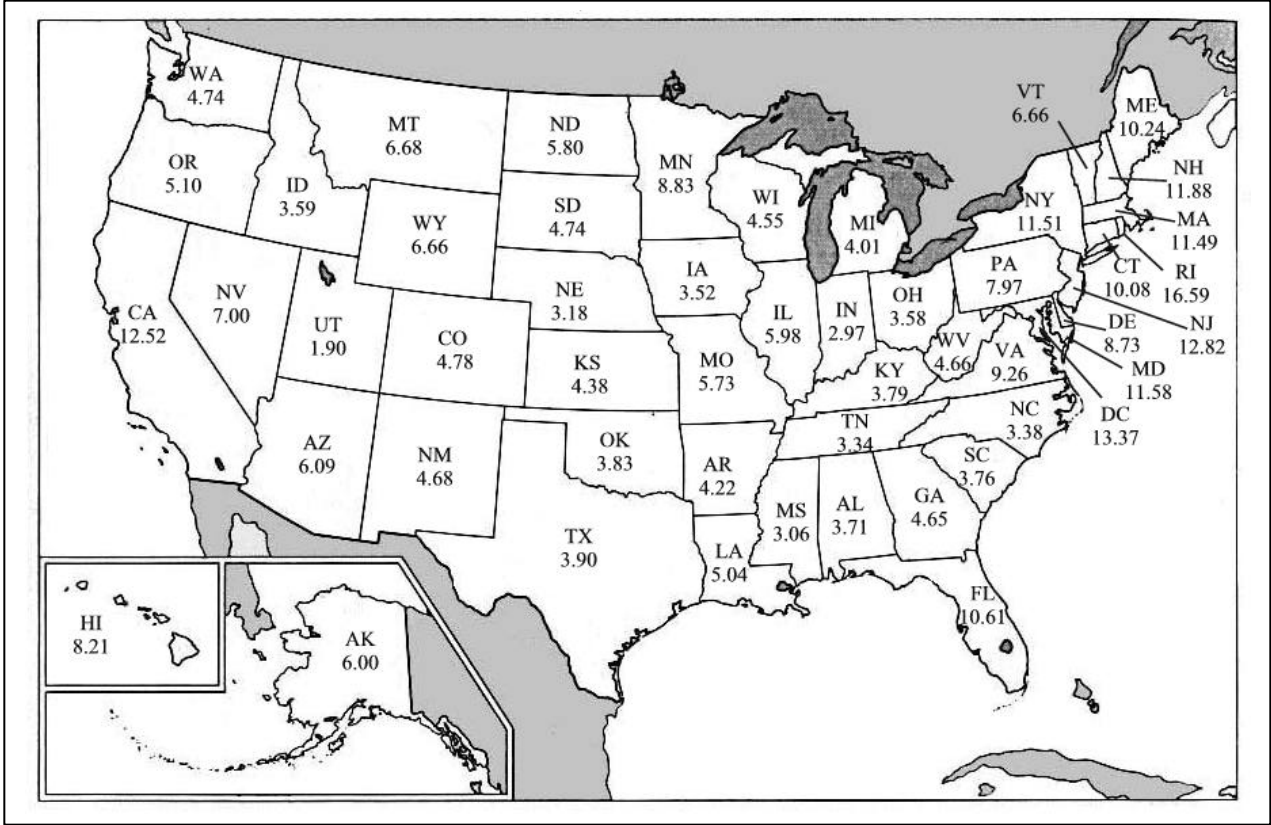 WA
4.74
MT
6.68
ND
5.80
MN
8.83
VT
6.66
ME
10.24
OR
5.10
ID
3.59
WY
6.66
SD
4.74
WI
4.55
MI
4.01
NY
11.51
NH
11.88
MA
11.49
RI
16.59
CT
10.08
NJ
12.82
CA
12.52
NV
7.00
UT
1.90
CO
4.78
NE
3.18
IA
3.52
IL
5.98
IN
2.97
OH
3.58
PA
7.97
DE
8.73
MD
11.58
DC
13.37
KS
4.38
MO
5.73
KY
3.79
WV
4.66
VA
9.26
AZ
6.09
NM
4.68
OK
3.83
AR
4.22
TN
3.34
NC
3.38
SC
3.76
TX
3.90
LA
5.04
MS
3.06
AL
3.71
GA
4.65
FL
10.61
HI
8.21
AK
6.00